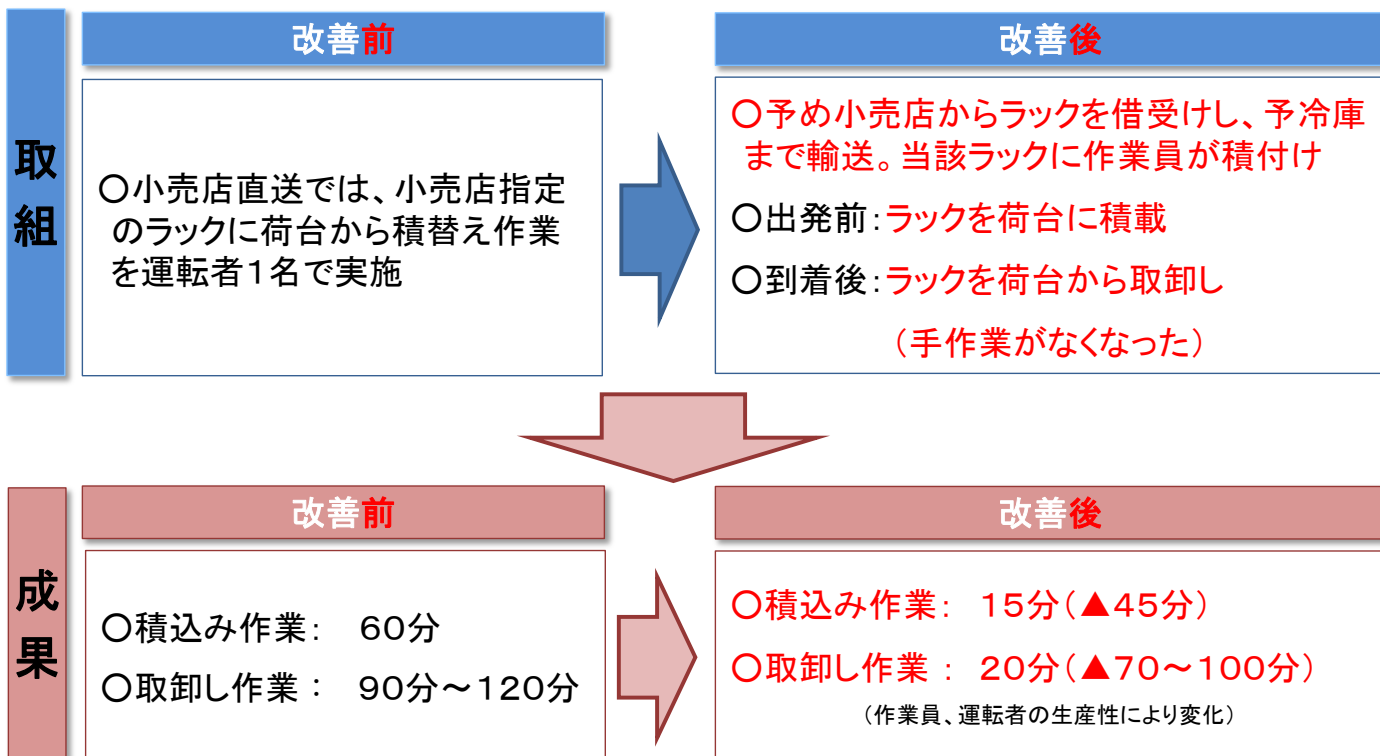 取組
改善前
〇小売店直送では、小売店指定
のラックに荷台から積替え作業
を運転者１名で実施
改善後
〇予め小売店からラックを借受けし、予冷庫
まで輸送。当該ラックに作業員が積付け
〇出発前：ラックを荷台に積載
〇到着後：ラックを荷台から取卸し
（手作業がなくなった）
成果
改善前
〇積込み作業：　６０分
〇取卸し作業：　９０分～１２０分
改善後
〇積込み作業：　１５分（▲４５分）
〇取卸し作業：　２０分（▲７０～１００分）
（作業員、運転者の生産性により変化）